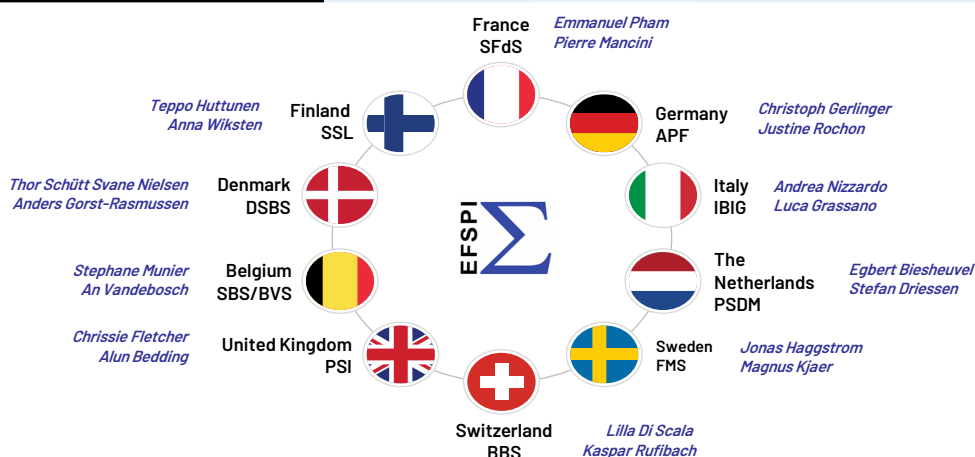 France
SFdS
Emmanuel Pham
Pierre Mancini
Teppo Huttunen
Anna Wiksten
Finland
SSL
Germany
APF
Christoph Gerlinger
Justine Rochon
Thor Schütt Svane Nielsen
Anders Gorst-Rasmussen
Denmark
DSBS
Italy
IBIG
Andrea Nizzardo
Luca Grassano
EFSPI
Σ
Stephane Munier
An Vandebosch
Belgium
SBS/BVS
The
Netherlands
PSDM
Egbert Biesheuvel
Stefan Driessen
Chrissie Fletcher
Alun Bedding
United Kingdom
PSI
Sweden
FMS
Jonas Haggstrom
Magnus Kjaer
Switzerland
BBS
Lilla Di Scala
Kaspar Rufibach